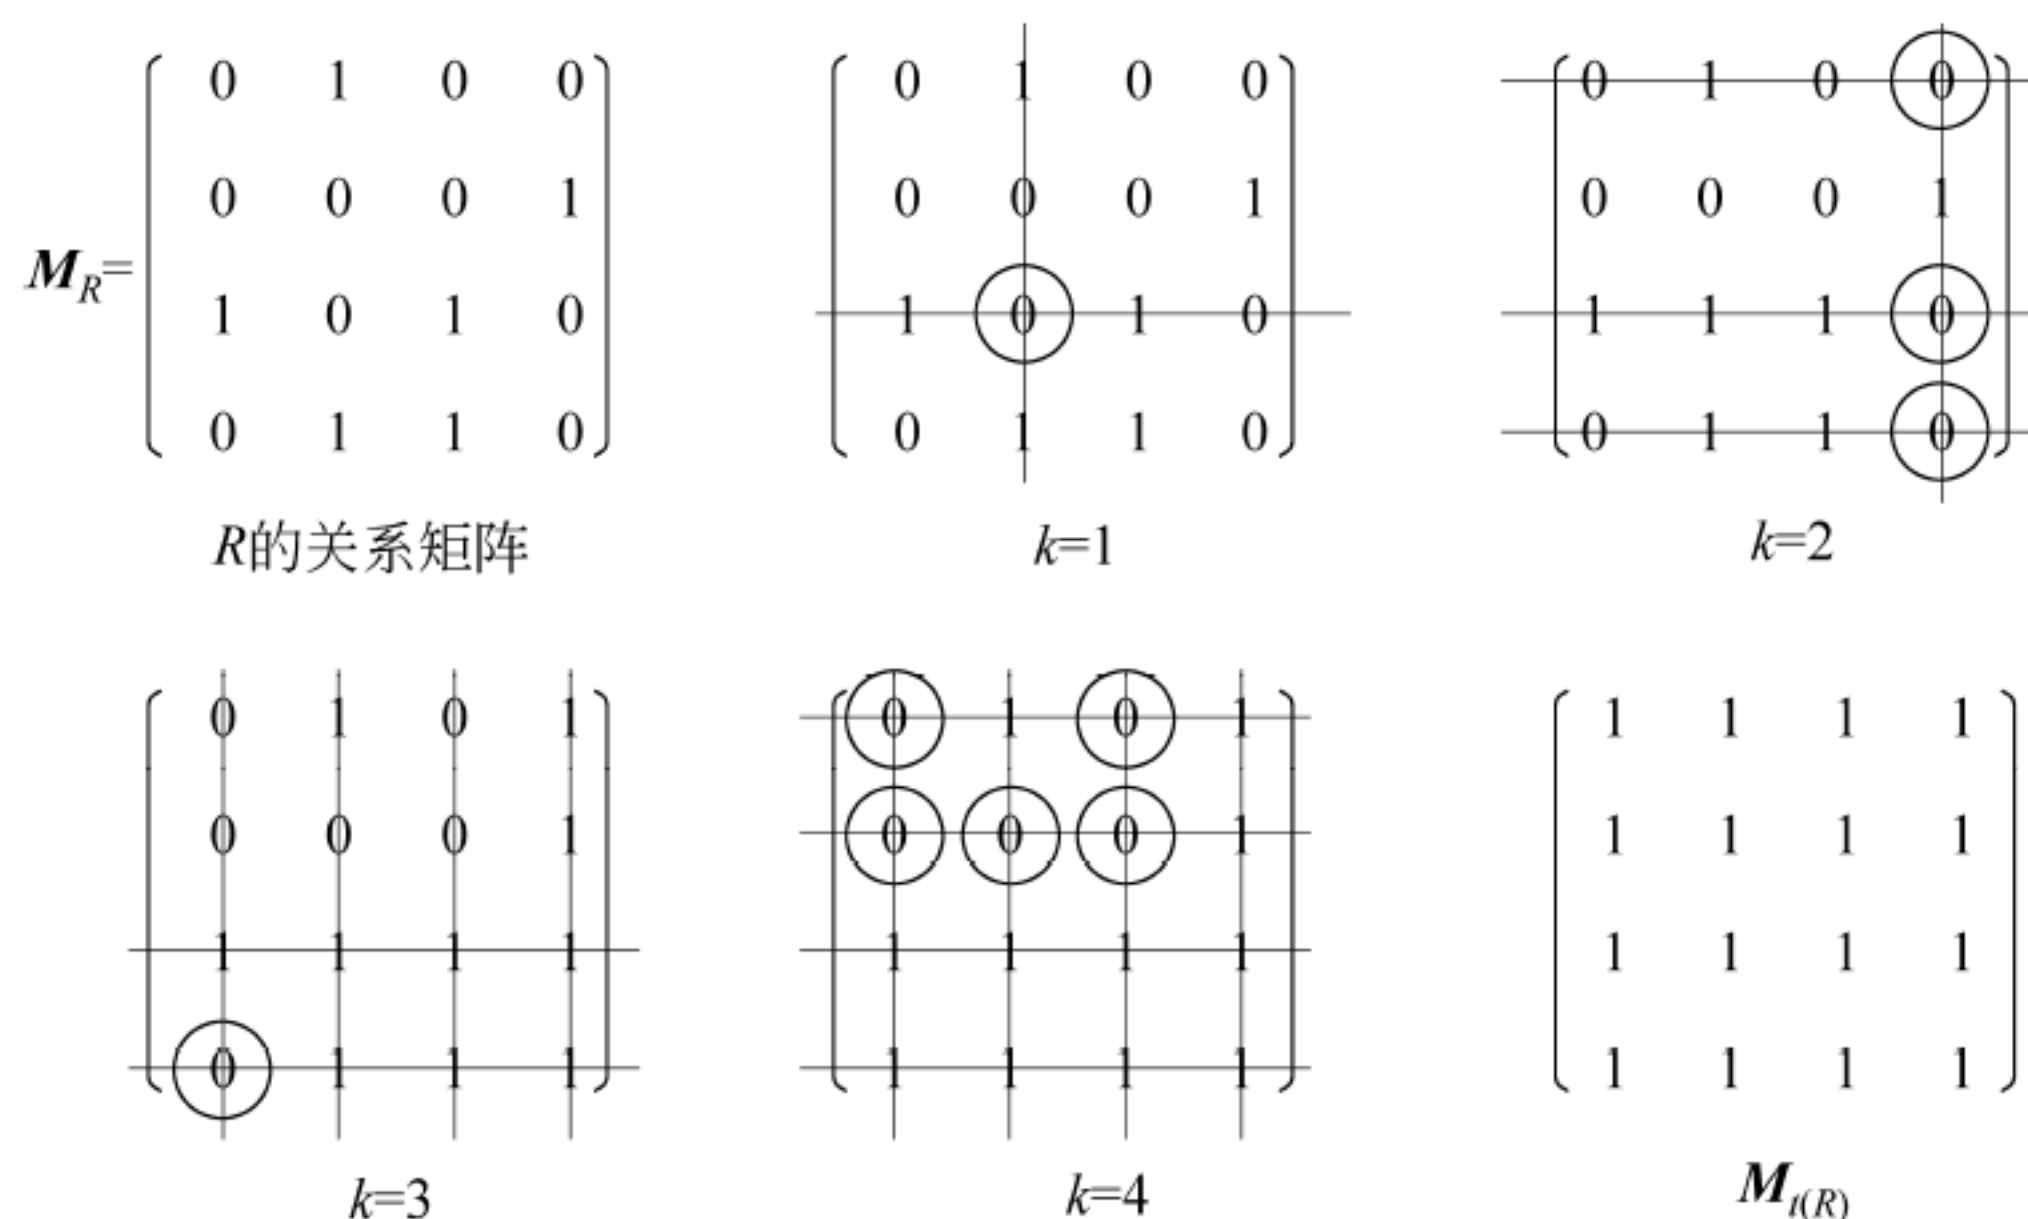 0 1 0 0 0 1 0 0 0 1 0 0
0 0 0 1 0 0 0 1 0 0 0 1
M_R= 1 0 1 0 1 0 1 0 1 1 1 0
0 1 1 0 0 1 1 0 0 1 1 0
R的关系矩阵 k=1 k=2
0 1 0 1 0 1 0 1 1 1 1 1
0 0 0 1 0 0 0 1 1 1 1 1
1 1 1 1 1 1 1 1 1 1 1 1
0 1 1 1 1 1 1 1 1 1 1 1
k=3 k=4 M_t(R)